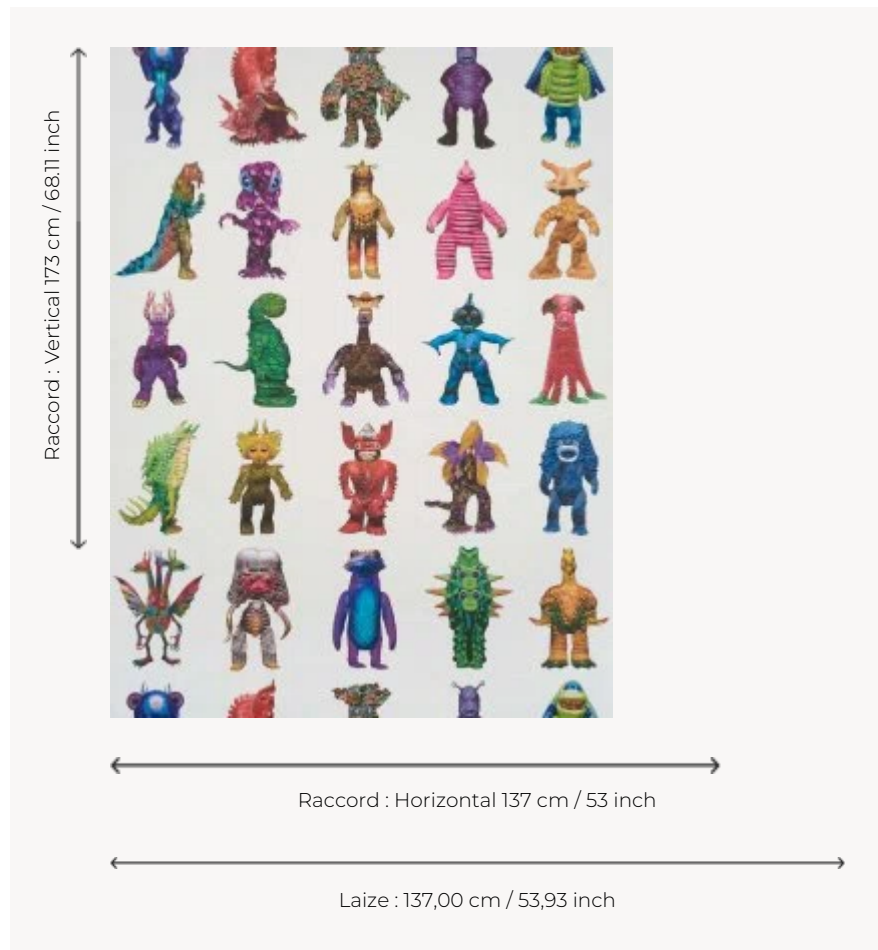 Raccord : Vertical 173 cm / 68.11 inch
Raccord : Horizontal 137 cm / 53 inch
Laize : 137,00 cm / 53,93 inch